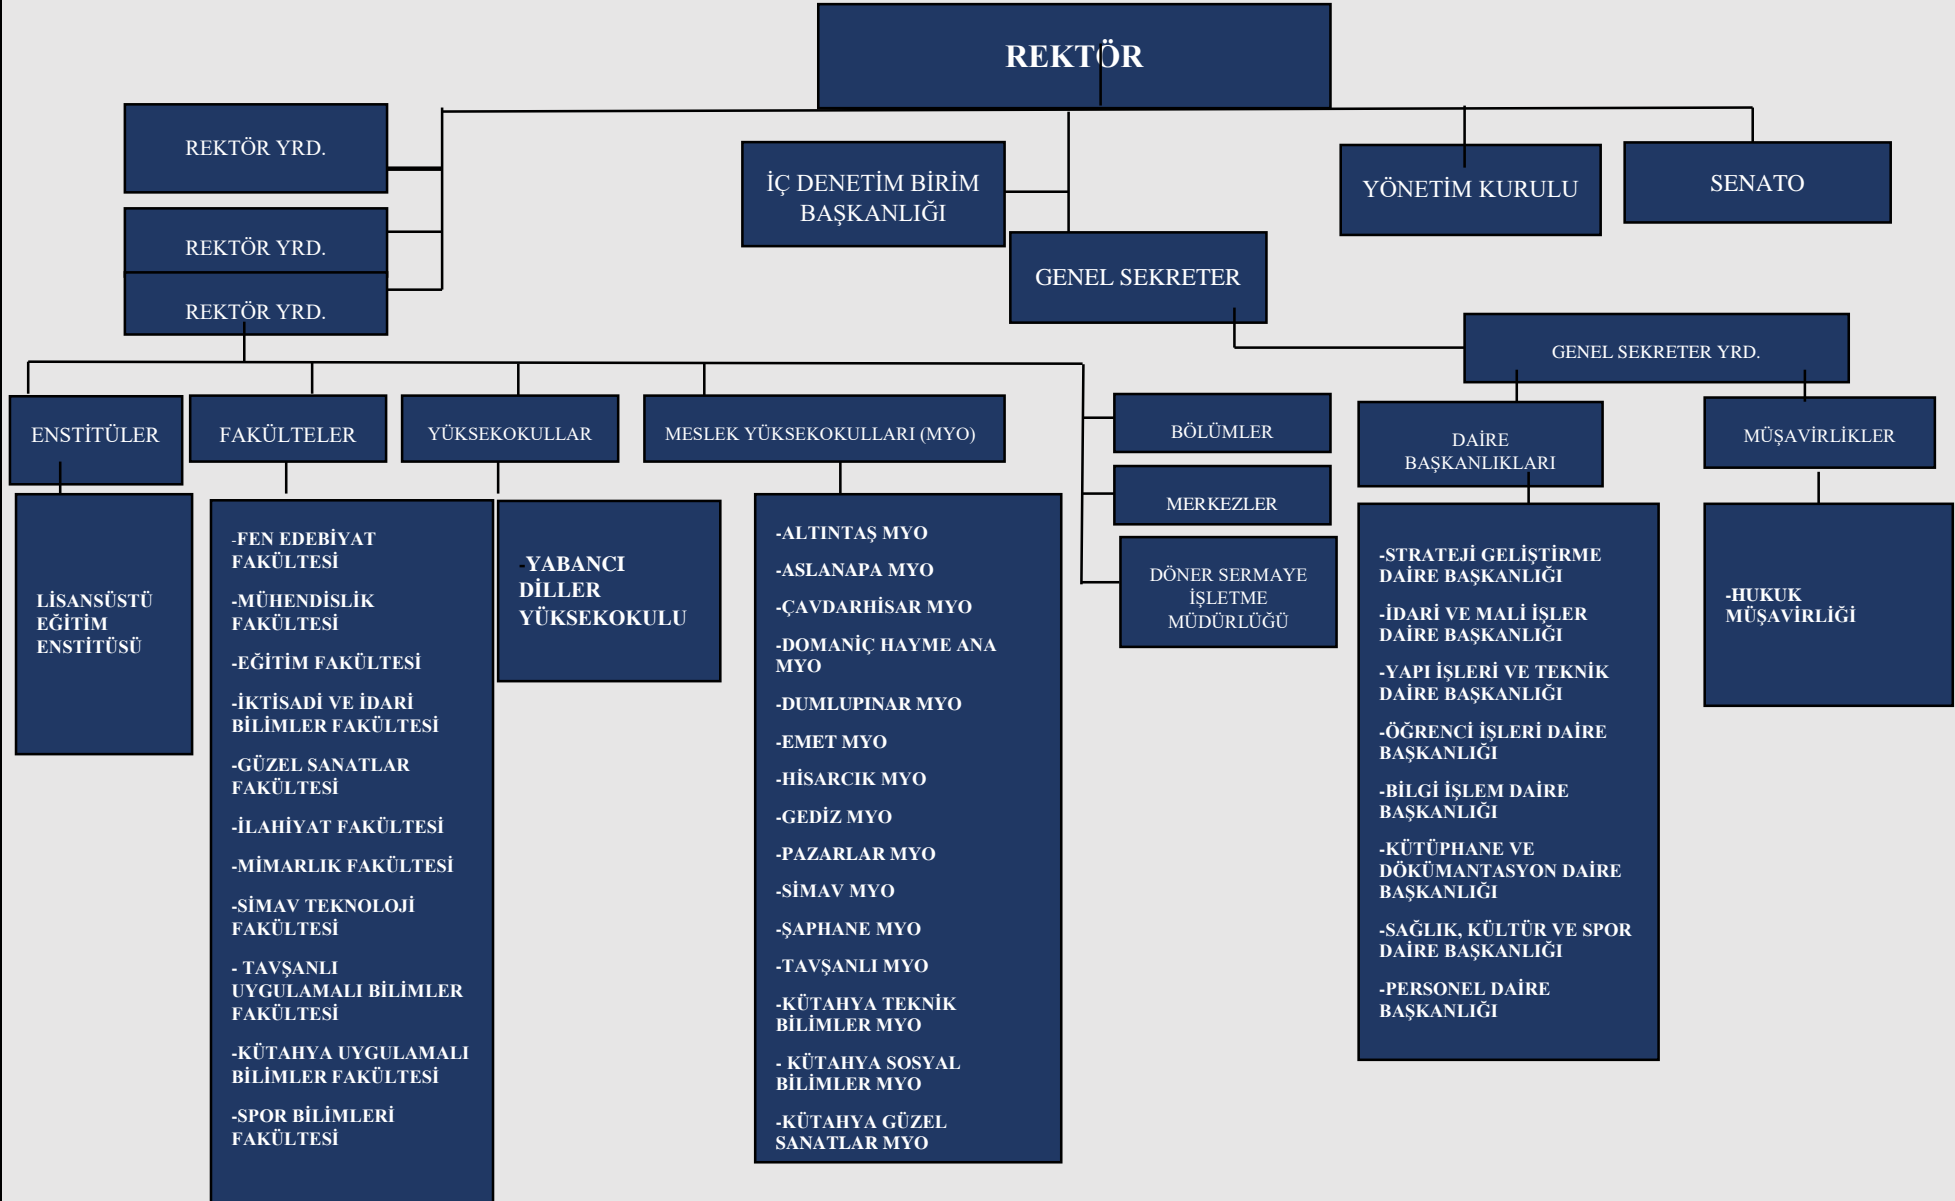 REKTÖR
REKTÖR YRD.
REKTÖR YRD.
REKTÖR YRD.
İÇ DENETİM BİRİM
BAŞKANLIĞI
YÖNETİM KURULU
SENATO
GENEL SEKRETER
GENEL SEKRETER YRD.
ENSTİTÜLER
FAKÜLTELER
YÜKSEKOKULLAR
MESLEK YÜKSEKOKULLARI (MYO)
BÖLÜMLER
MERKEZLER
DÖNER SERMAYE
İŞLETME
MÜDÜRLÜĞÜ
DAİRE
BAŞKANLIKLARI
MÜŞAVİRLİKLER
LİSANSÜSTÜ
EĞİTİM
ENSTİTÜSÜ
-FEN EDEBİYAT
FAKÜLTESİ
-MÜHENDİSLİK
FAKÜLTESİ
-EĞİTİM FAKÜLTESİ
-İKTİSADİ VE İDARİ
BİLİMLER FAKÜLTESİ
-GÜZEL SANATLAR
FAKÜLTESİ
-İLAHİYAT FAKÜLTESİ
-MİMARLIK FAKÜLTESİ
-SİMAV TEKNOLOJİ
FAKÜLTESİ
- TAVŞANLI
UYGULAMALI BİLİMLER
FAKÜLTESİ
-KÜTAHYA UYGULAMALI
BİLİMLER FAKÜLTESİ
-SPOR BİLİMLERİ
FAKÜLTESİ
-YABANCI
DİLLER
YÜKSEKOKULU
-ALTINTAŞ MYO
-ASLANAPA MYO
-ÇAVDARHİSAR MYO
-DOMANİÇ HAYME ANA
MYO
-DUMLUPINAR MYO
-EMET MYO
-HİSARCIK MYO
-GEDİZ MYO
-PAZARLAR MYO
-SİMAV MYO
-ŞAPHANE MYO
-TAVŞANLI MYO
-KÜTAHYA TEKNİK
BİLİMLER MYO
- KÜTAHYA SOSYAL
BİLİMLER MYO
-KÜTAHYA GÜZEL
SANATLAR MYO
-STRATEJİ GELİŞTİRME
DAİRE BAŞKANLIĞI
-İDARİ VE MALİ İŞLER
DAİRE BAŞKANLIĞI
-YAPI İŞLERİ VE TEKNİK
DAİRE BAŞKANLIĞI
-ÖĞRENCİ İŞLERİ DAİRE
BAŞKANLIĞI
-BİLGİ İŞLEM DAİRE
BAŞKANLIĞI
-KÜTÜPHANE VE
DÖKÜMANTASYON DAİRE
BAŞKANLIĞI
-SAĞLIK, KÜLTÜR VE SPOR
DAİRE BAŞKANLIĞI
-PERSONEL DAİRE
BAŞKANLIĞI
-HUKUK
MÜŞAVİRLİĞİ